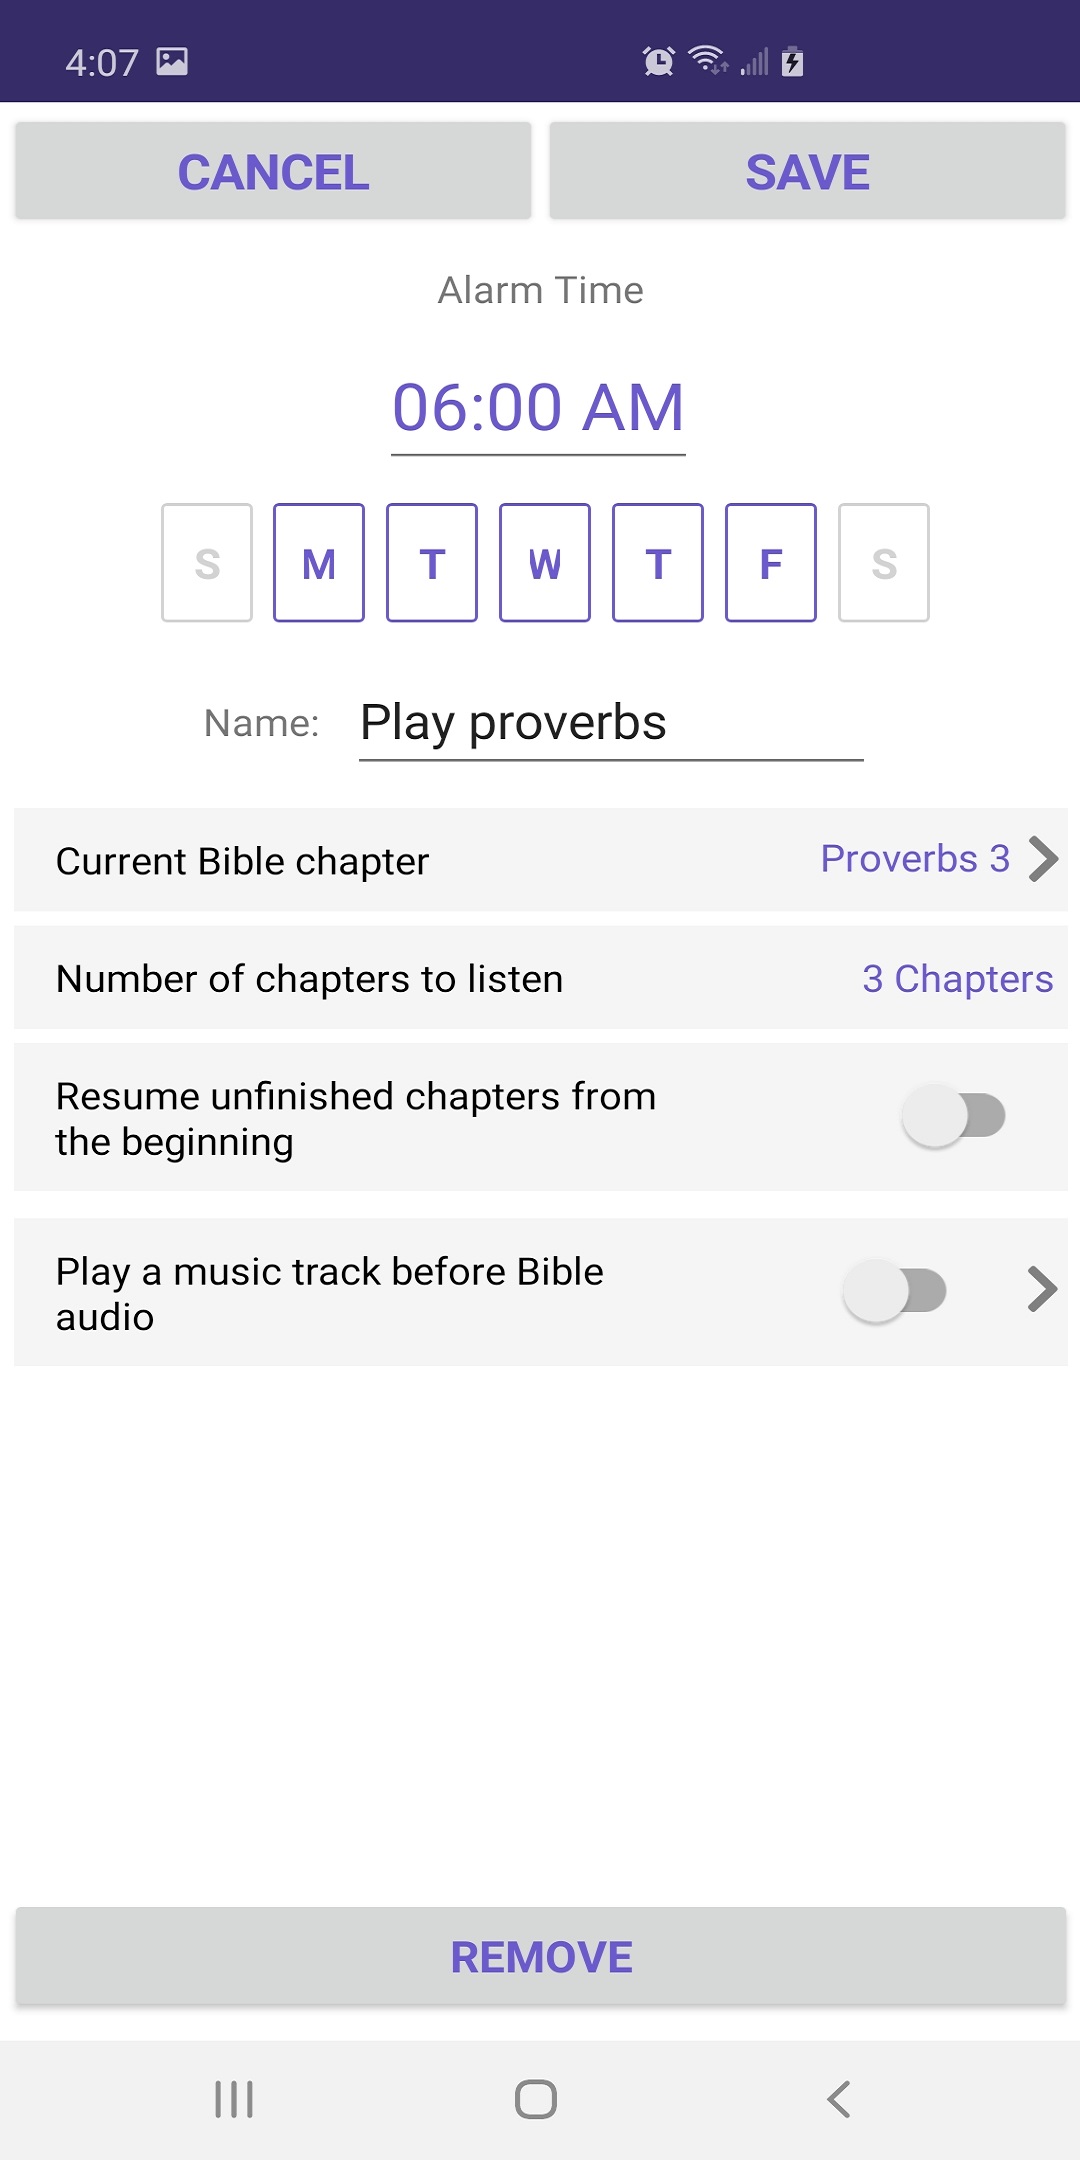 4:07
CANCEL SAVE
Alarm Time
06:00 AM
S M T W T F S
Name: Play proverbs
Current Bible chapter Proverbs 3
Number of chapters to listen 3 Chapters
Resume unfinished chapters from
the beginning
Play a music track before Bible
audio
REMOVE